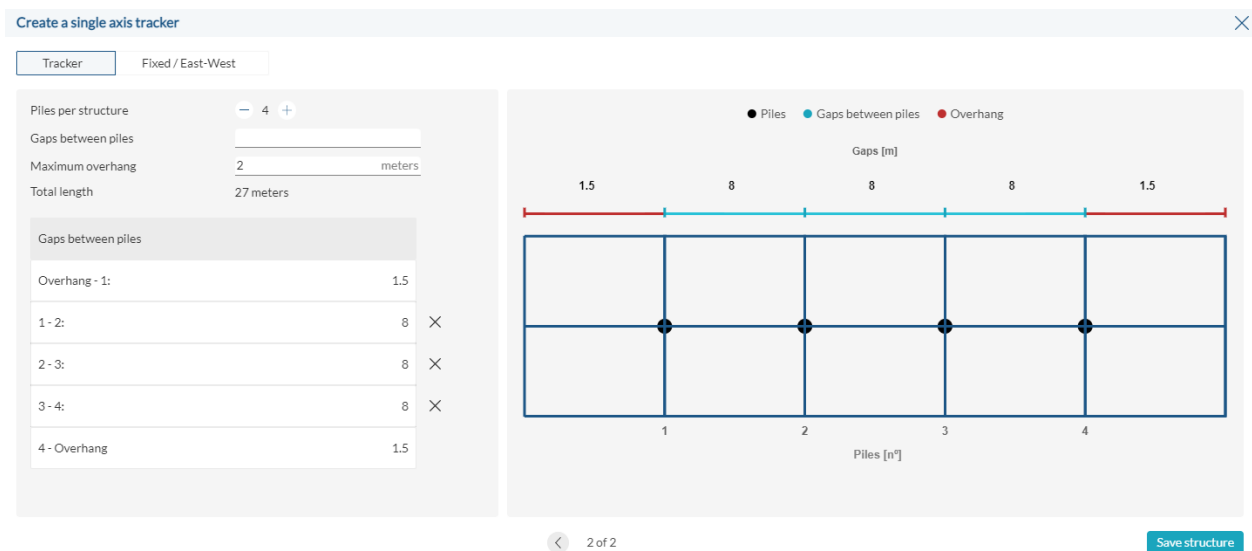 Create a single axis tracker
Tracker Fixed / East-West
Piles per structure 4
Gaps between piles
Maximum overhang 2 meters
Total length 27 meters
Gaps between piles
Overhang - 1: 1.5
1 - 2: 8
2 - 3: 8
3 - 4: 8
4 - Overhang 1.5
Piles Gaps between piles Overhang
Gaps [m]
1.5 8 8 8 1.5
1 2 3 4
Piles [nº]
2 of 2
Save structure